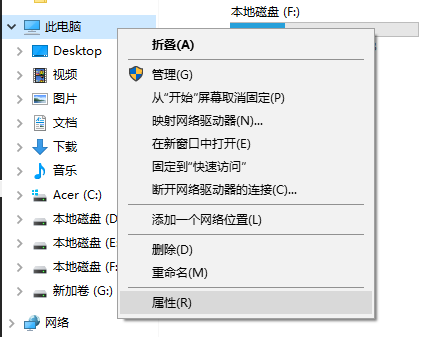 本地磁盘 (F:)
此电脑
Desktop
视频
图片
文档
下载
音乐
Acer (C:)
本地磁盘 (D
本地磁盘 (E
本地磁盘 (F:
新加卷 (G:)
网络
折叠(A)
管理(G)
从“开始”屏幕取消固定(P)
映射网络驱动器(N)...
在新窗口中打开(E)
固定到“快速访问”
断开网络驱动器的连接(C)...
添加一个网络位置(L)
删除(D)
重命名(M)
属性(R)